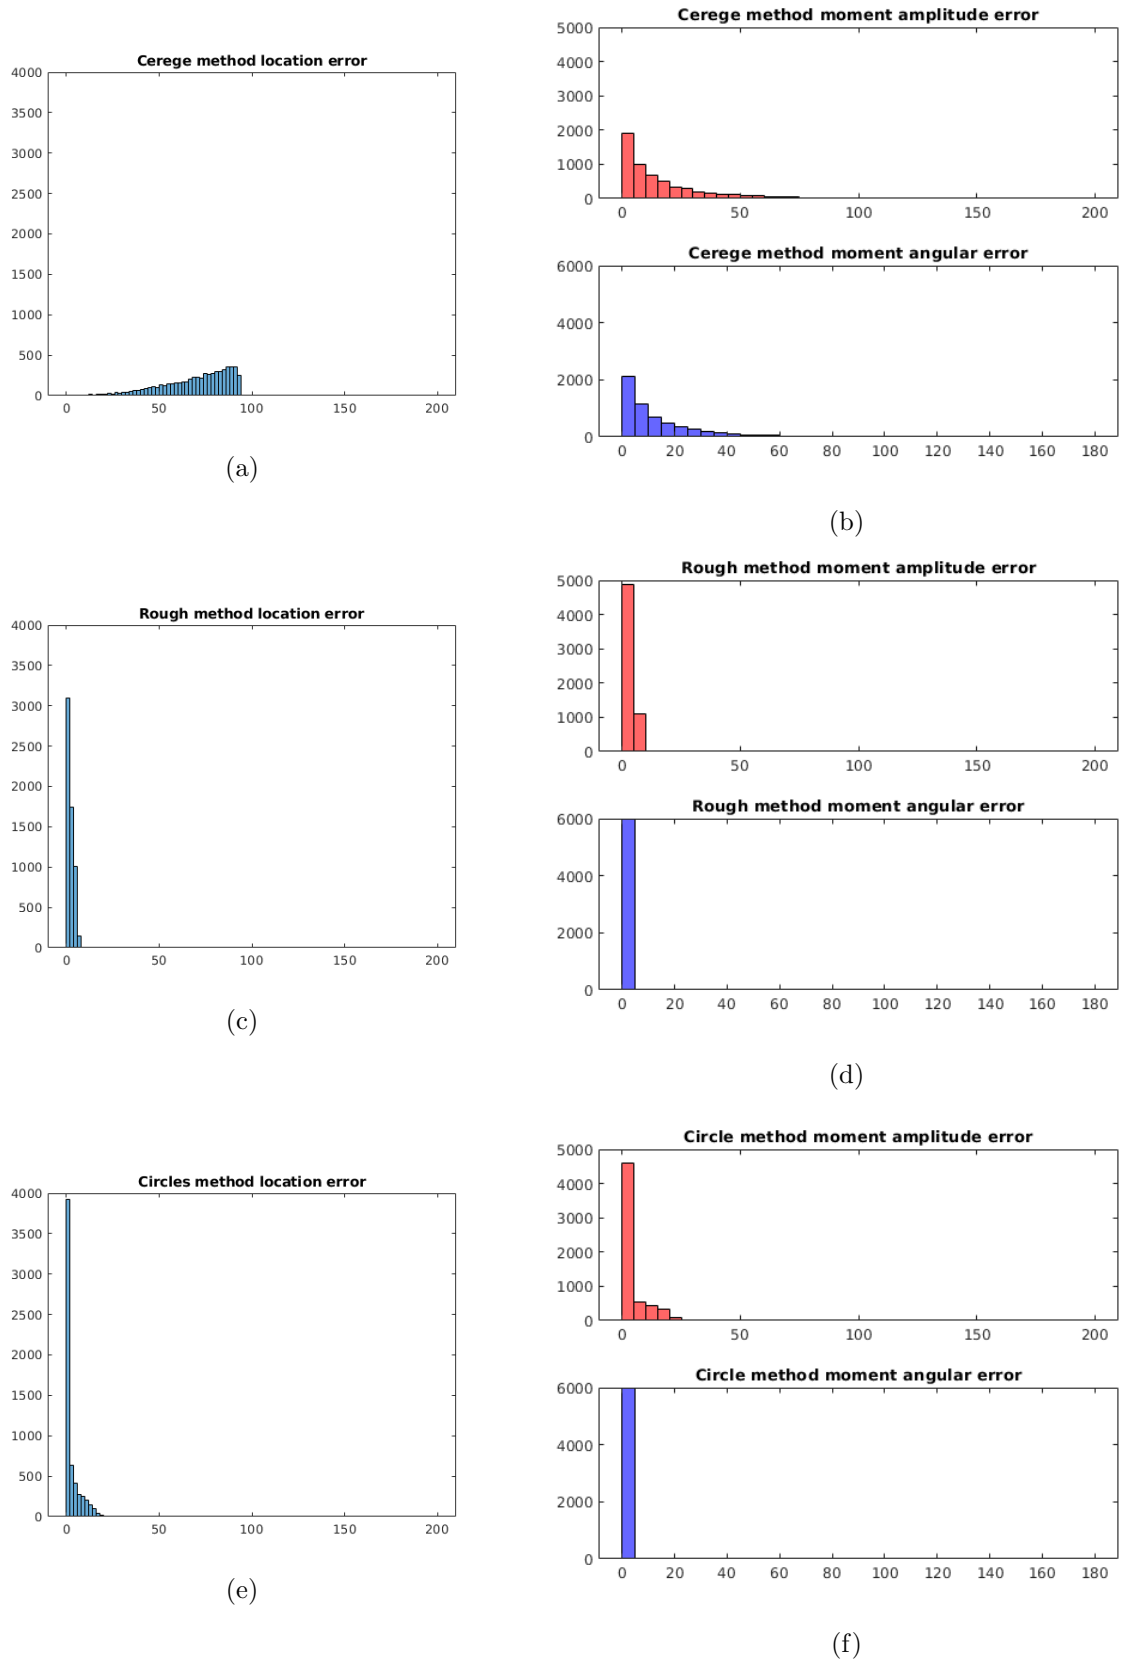 Cerege method location error
4000
3500
3000
2500
2000
1500
1000
500
0
0 50 100 150 200
(a)
Cerege method moment amplitude error
5000
4000
3000
2000
1000
0
0 50 100 150 200
Cerege method moment angular error
6000
4000
2000
0
0 20 40 60 80 100 120 140 160 180
(b)
Rough method location error
4000
3500
3000
2500
2000
1500
1000
500
0
0 50 100 150 200
(c)
Rough method moment amplitude error
5000
4000
3000
2000
1000
0
0 50 100 150 200
Rough method moment angular error
6000
4000
2000
0
0 20 40 60 80 100 120 140 160 180
(d)
Circles method location error
4000
3500
3000
2500
2000
1500
1000
500
0
0 50 100 150 200
(e)
Circle method moment amplitude error
5000
4000
3000
2000
1000
0
0 50 100 150 200
Circle method moment angular error
6000
4000
2000
0
0 20 40 60 80 100 120 140 160 180
(f)